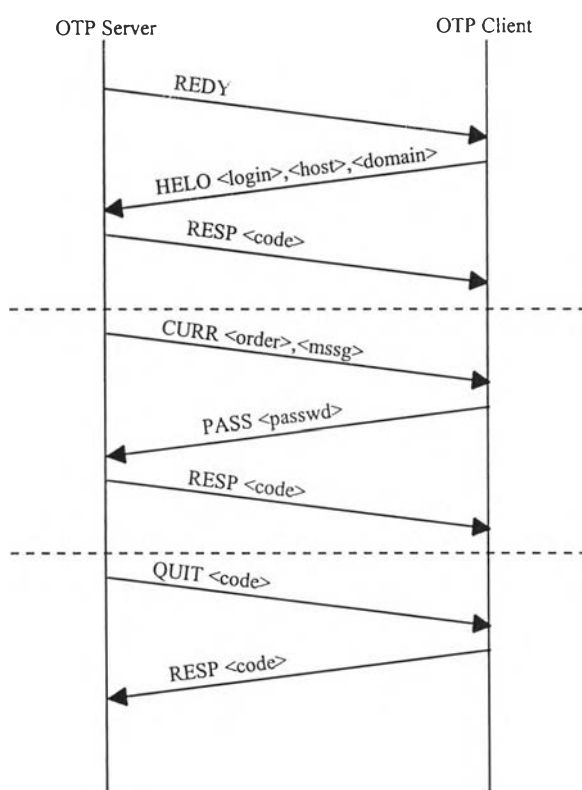 OTP Server
OTP Client
REDY
HELO <login>,<host>,<domain>
RESP <code>
CURR <order>,<mssg>
PASS <passwd>
RESP <code>
QUIT <code>
RESP <code>